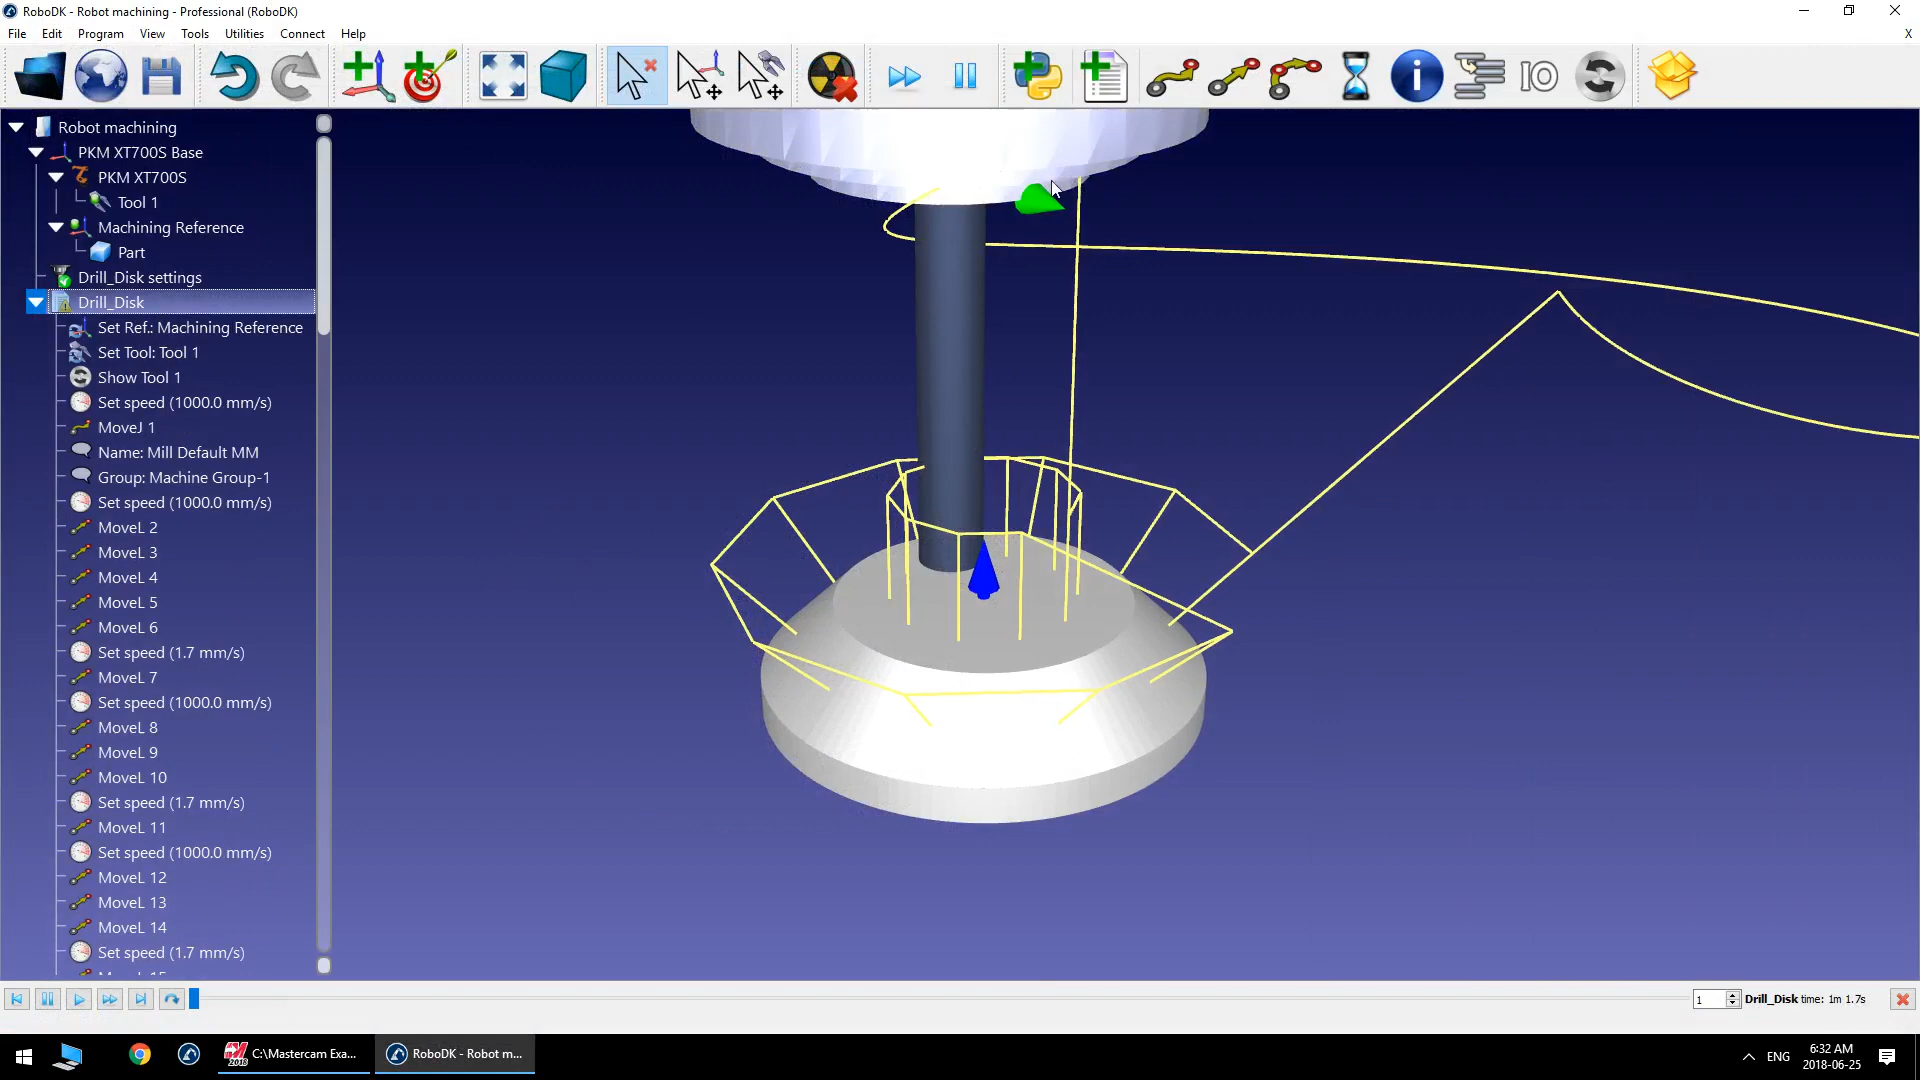 RoboDK - Robot machining - Professional (RoboDK)
File Edit Program View Tools Utilities Connect Help
X
IO
Robot machining
PKM XT700S Base
PKM XT700S
Tool 1
Machining Reference
Part
Drill_Disk settings
Drill_Disk
Set Ref.: Machining Reference
Set Tool: Tool 1
Show Tool 1
Set speed (1000.0 mm/s)
MoveJ 1
Name: Mill Default MM
Group: Machine Group-1
Set speed (1000.0 mm/s)
MoveL 2
MoveL 3
MoveL 4
MoveL 5
MoveL 6
Set speed (1.7 mm/s)
MoveL 7
Set speed (1000.0 mm/s)
MoveL 8
MoveL 9
MoveL 10
Set speed (1.7 mm/s)
MoveL 11
Set speed (1000.0 mm/s)
MoveL 12
MoveL 13
MoveL 14
Set speed (1.7 mm/s)
MoveL 15
1 Drill_Disk time: 1m 1.7s
2018 C:\Mastercam Exa... RoboDK - Robot m... ENG 6:32 AM
2018-06-25